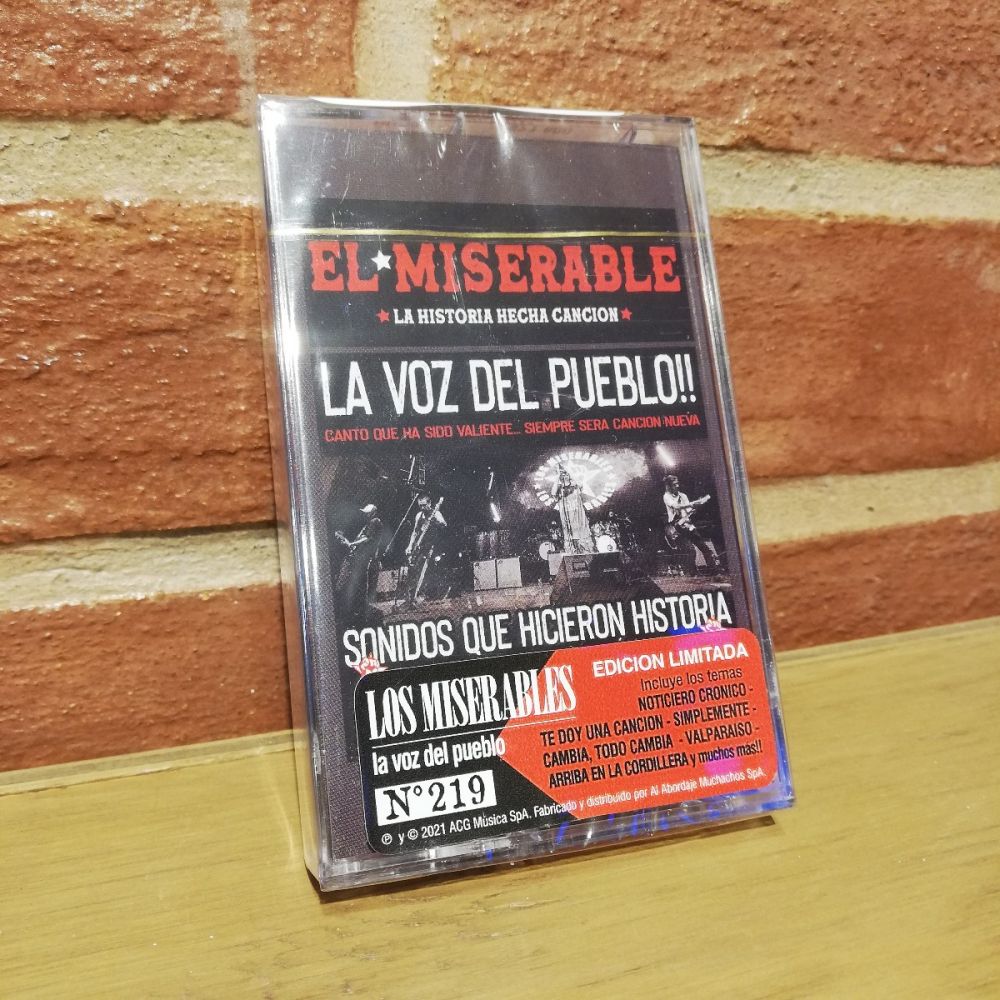 EL★MISERABLE
★ LA HISTORIA HECHA CANCION ★
LA VOZ DEL PUEBLO!!
CANTO QUE HA SIDO VALIENTE... SIEMPRE SERA CANCION NUEVA
LOS MISERABLES
SONIDOS QUE HICIERON HISTORIA
LOS MISERABLES
la voz del pueblo
N° 219
EDICION LIMITADA
Incluye los temas
NOTICIERO CRONICO -
TE DOY UNA CANCION - SIMPLEMENTE -
CAMBIA, TODO CAMBIA - VALPARAISO -
ARRIBA EN LA CORDILLERA y muchos más!!
℗ y © 2021 ACG Música SpA. Fabricado y distribuido por Al Abordaje Muchachos SpA.